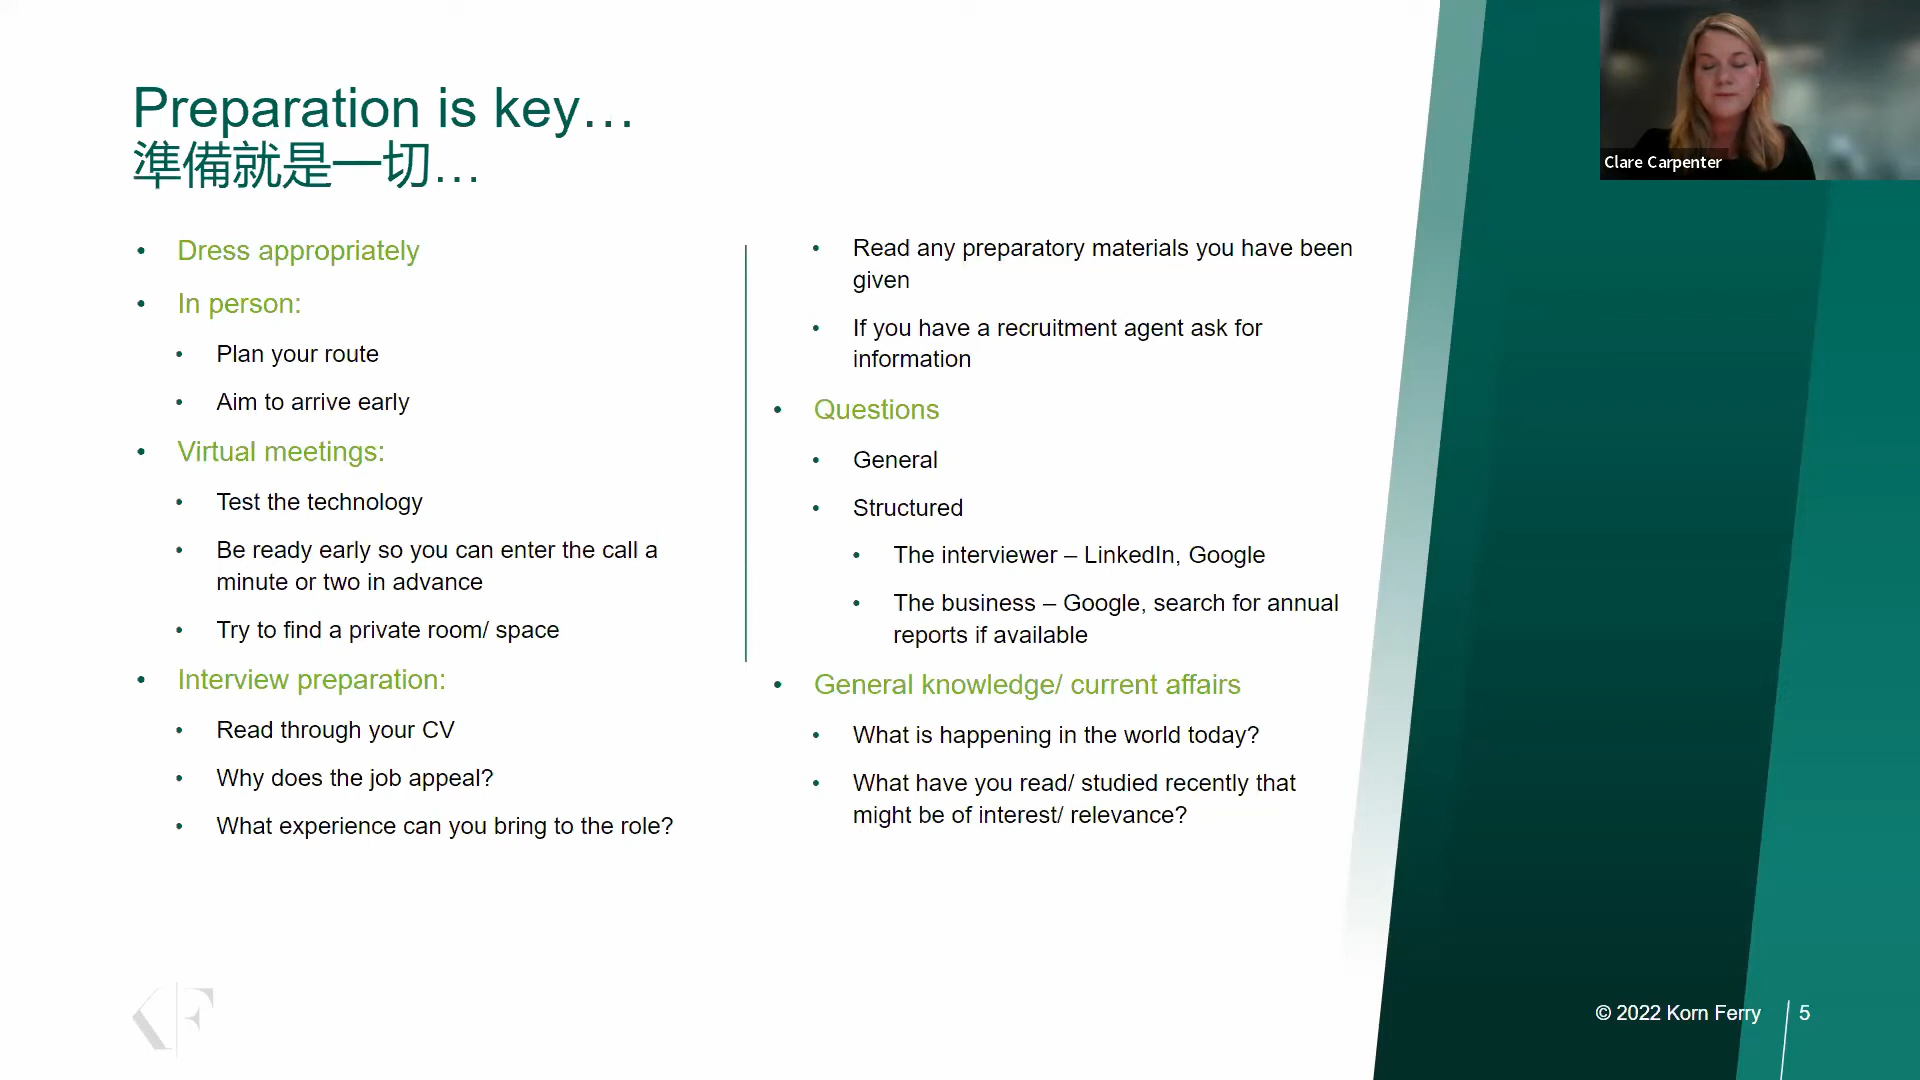 Preparation is key…
準備就是一切…
• Dress appropriately
• In person:
• Plan your route
• Aim to arrive early
• Virtual meetings:
• Test the technology
• Be ready early so you can enter the call a
minute or two in advance
• Try to find a private room/ space
• Interview preparation:
• Read through your CV
• Why does the job appeal?
• What experience can you bring to the role?
• Read any preparatory materials you have been
given
• If you have a recruitment agent ask for
information
• Questions
• General
• Structured
• The interviewer – LinkedIn, Google
• The business – Google, search for annual
reports if available
• General knowledge/ current affairs
• What is happening in the world today?
• What have you read/ studied recently that
might be of interest/ relevance?
Clare Carpenter
KF
© 2022 Korn Ferry
5